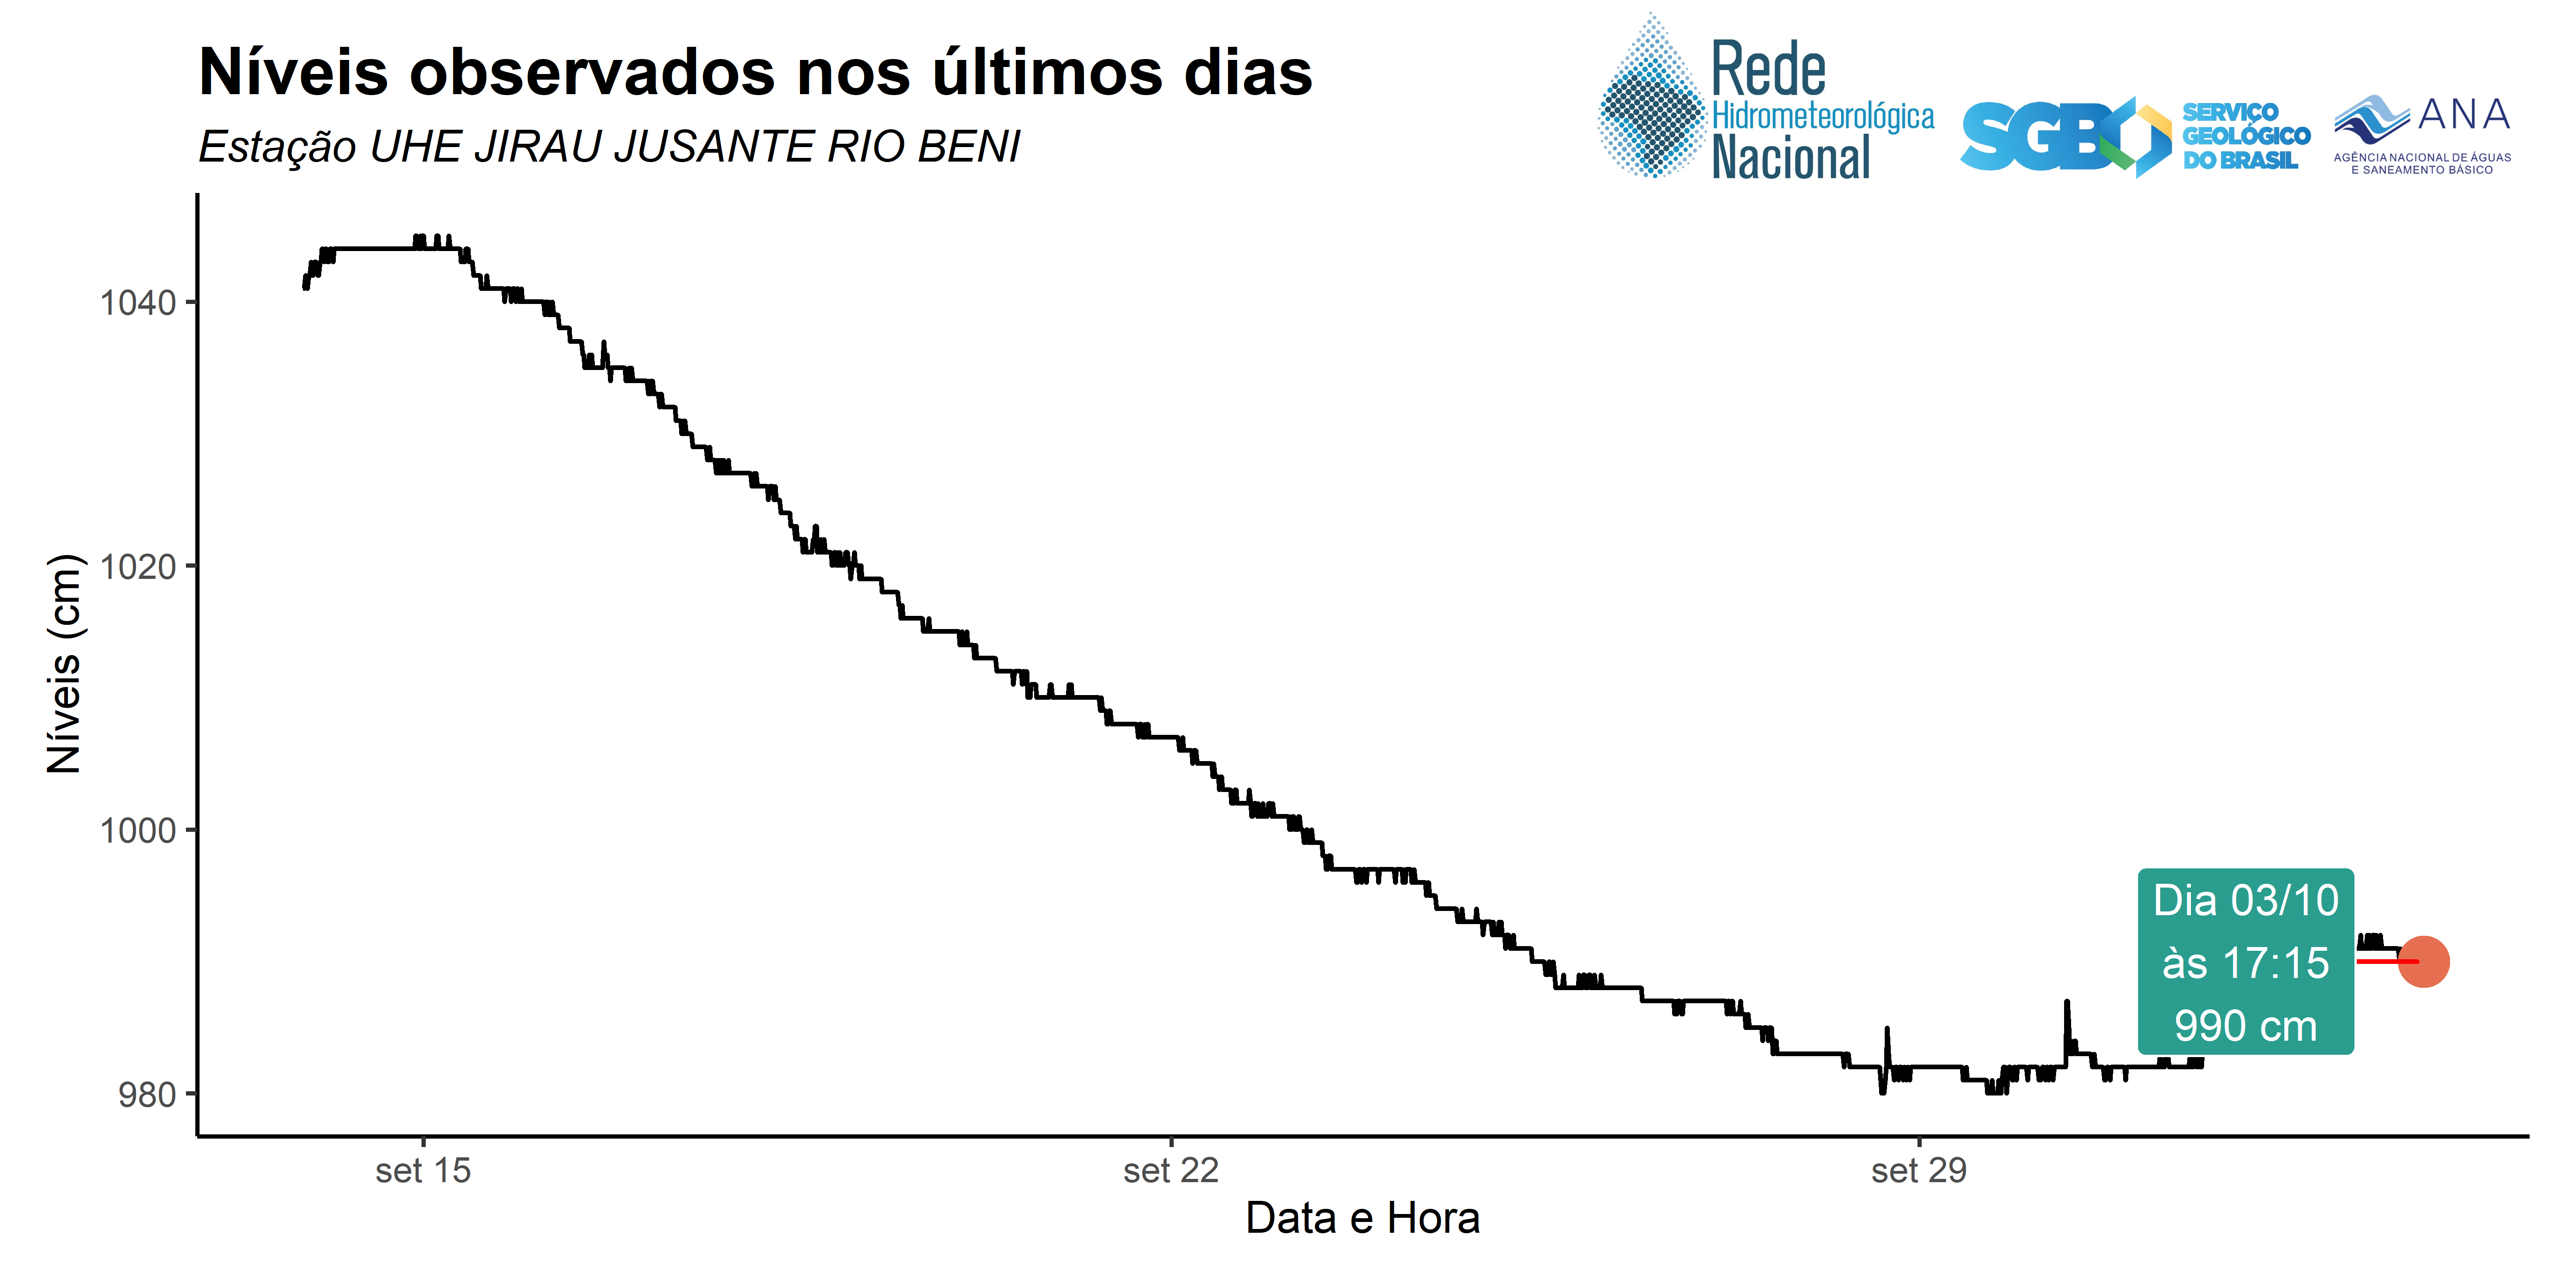 Níveis observados nos últimos dias
Estação UHE JIRAU JUSANTE RIO BENI
Rede
Hidrometeorológica
Nacional
SGB
SERVIÇO
GEOLÓGICO
DO BRASIL
ANA
AGÊNCIA NACIONAL DE ÁGUAS
E SANEAMENTO BÁSICO
Níveis (cm)
1040
1020
1000
980
Dia 03/10
às 17:15
990 cm
set 15
set 22
set 29
Data e Hora